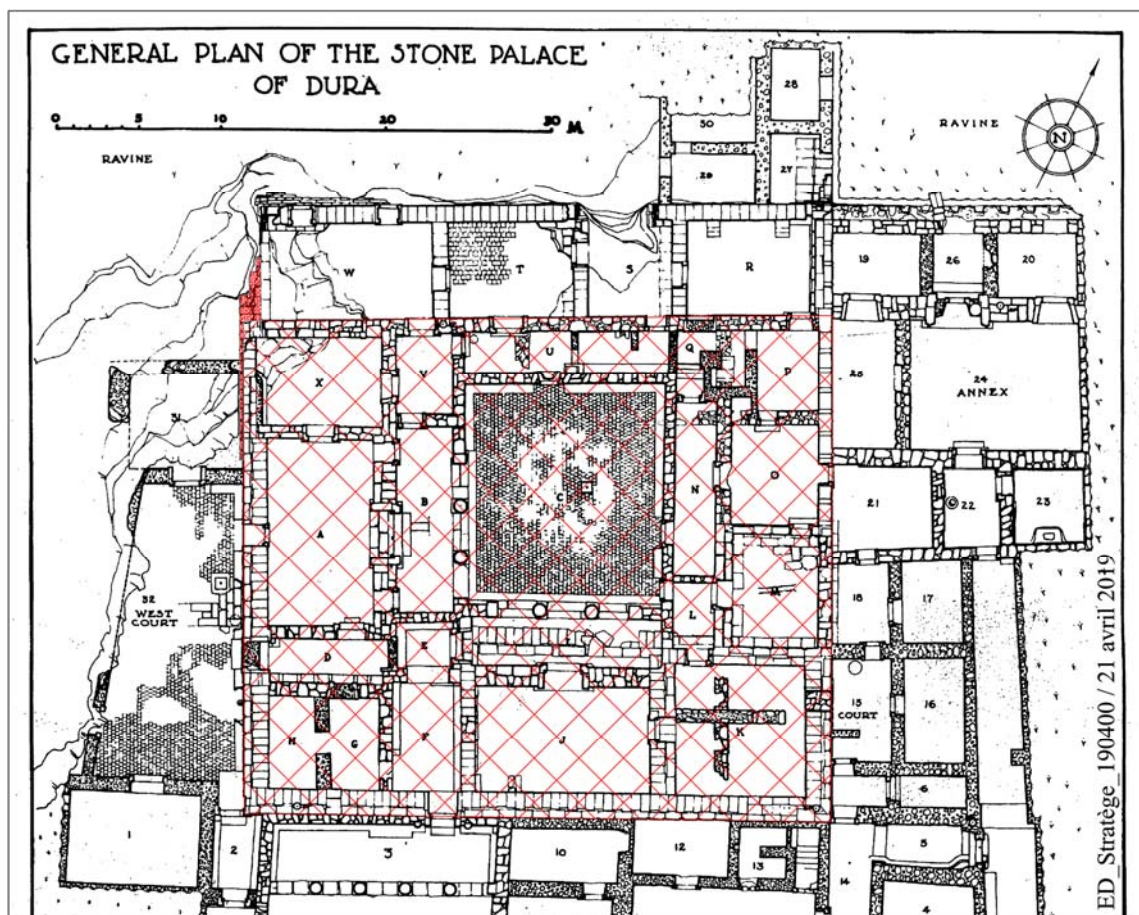 GENERAL PLAN OF THE STONE PALACE
OF DURA
0 5 10 20 30 M
RAVINE
RAVINE
N
28
30
29
27
W
T
S
R
19
26
20
X
V
U
Q
P
25
24
ANNEX
31
A
B
C
N
O
21
22
23
32
WEST
COURT
D
E
L
M
18
17
H
G
F
J
K
15
COURT
16
6
1
2
3
10
12
13
14
5
4
ED_Stratège_190400 / 21 avril 2019